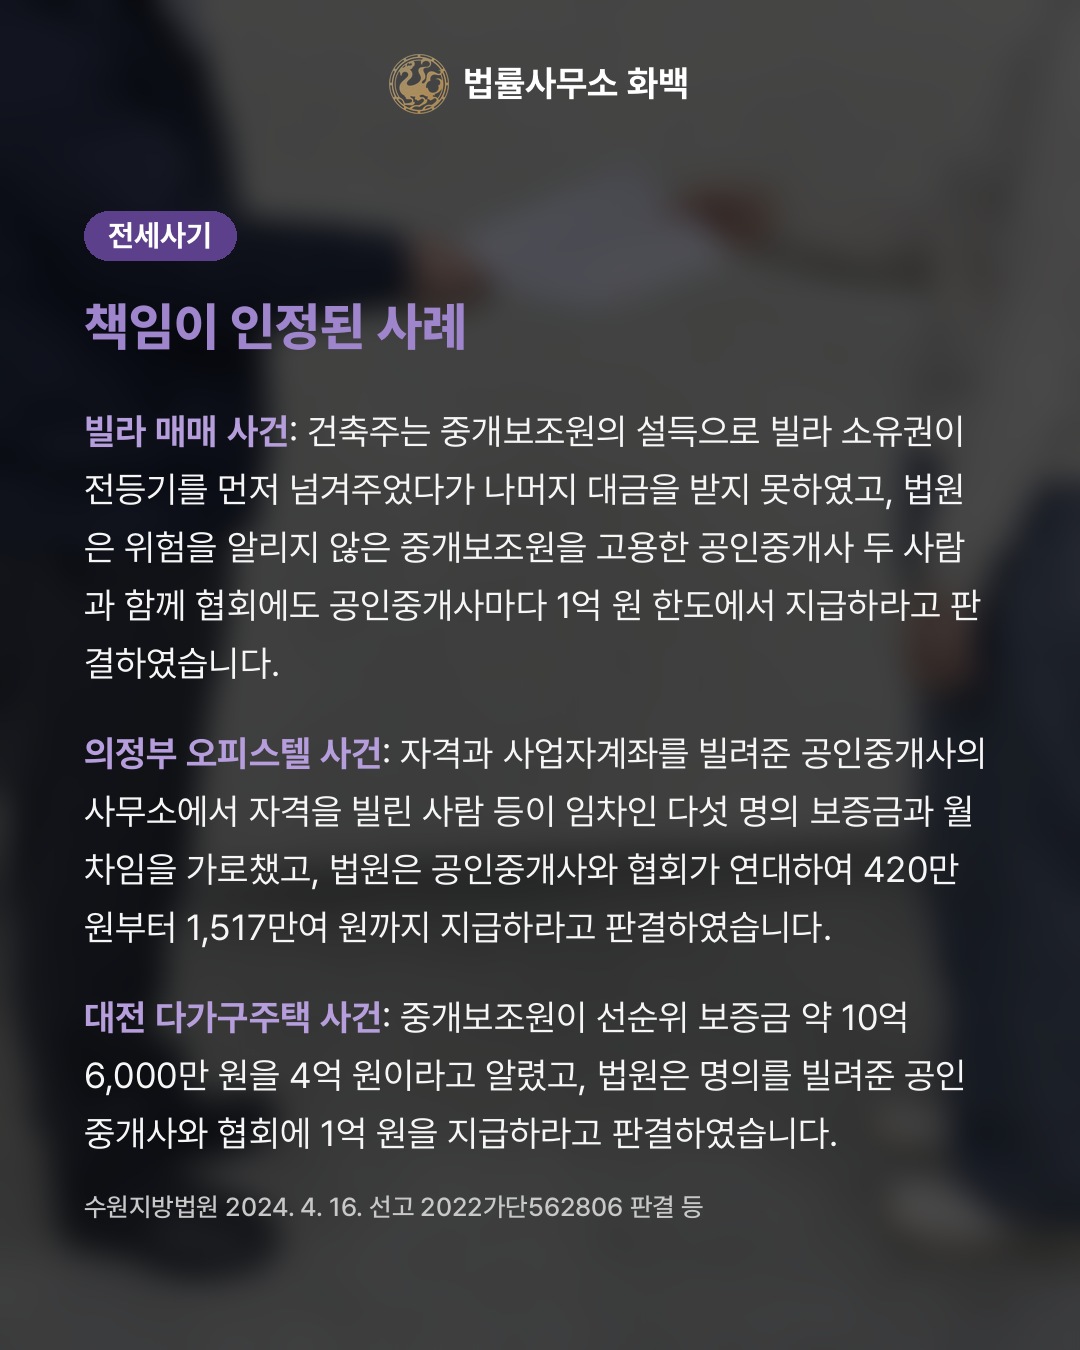 법률사무소 화백
전세사기
책임이 인정된 사례
빌라 매매 사건: 건축주는 중개보조원의 설득으로 빌라 소유권이
전등기를 먼저 넘겨주었다가 나머지 대금을 받지 못하였고, 법원
은 위험을 알리지 않은 중개보조원을 고용한 공인중개사 두 사람
과 함께 협회에도 공인중개사마다 1억 원 한도에서 지급하라고 판
결하였습니다.
의정부 오피스텔 사건: 자격과 사업자계좌를 빌려준 공인중개사의
사무소에서 자격을 빌린 사람 등이 임차인 다섯 명의 보증금과 월
차임을 가로챘고, 법원은 공인중개사와 협회가 연대하여 420만
원부터 1,517만여 원까지 지급하라고 판결하였습니다.
대전 다가구주택 사건: 중개보조원이 선순위 보증금 약 10억
6,000만 원을 4억 원이라고 알렸고, 법원은 명의를 빌려준 공인
중개사와 협회에 1억 원을 지급하라고 판결하였습니다.
수원지방법원 2024. 4. 16. 선고 2022가단562806 판결 등